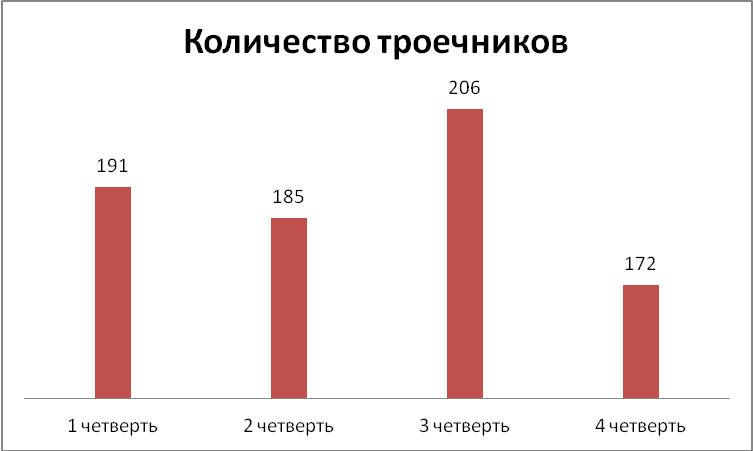 Количество троечников
206
191
185
172
1 четверть
2 четверть
3 четверть
4 четверть